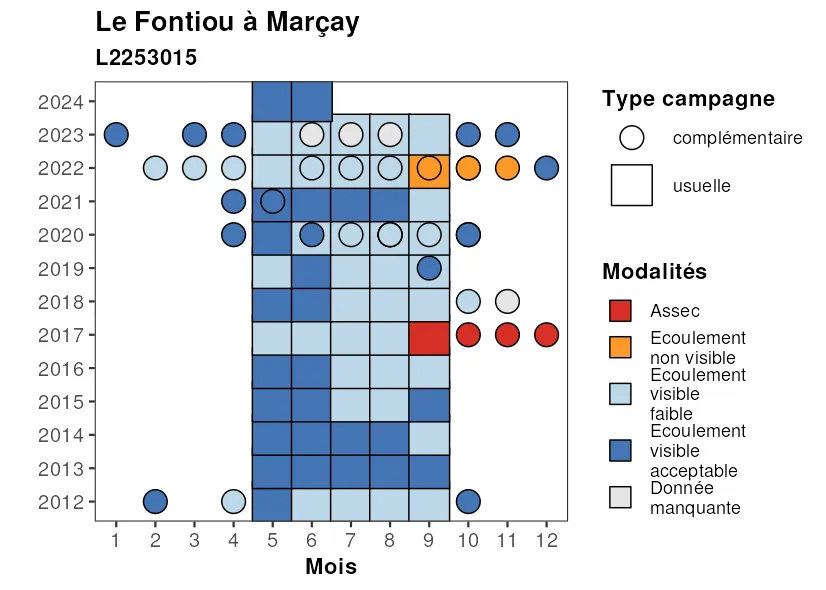 Le Fontiou à Marçay
L2253015
2024
2023
2022
2021
2020
2019
2018
2017
2016
2015
2014
2013
2012
1 2 3 4 5 6 7 8 9 10 11 12
Mois
Type campagne
complémentaire
usuelle
Modalités
Assec
Ecoulement
non visible
Ecoulement
visible
faible
Ecoulement
visible
acceptable
Donnée
manquante